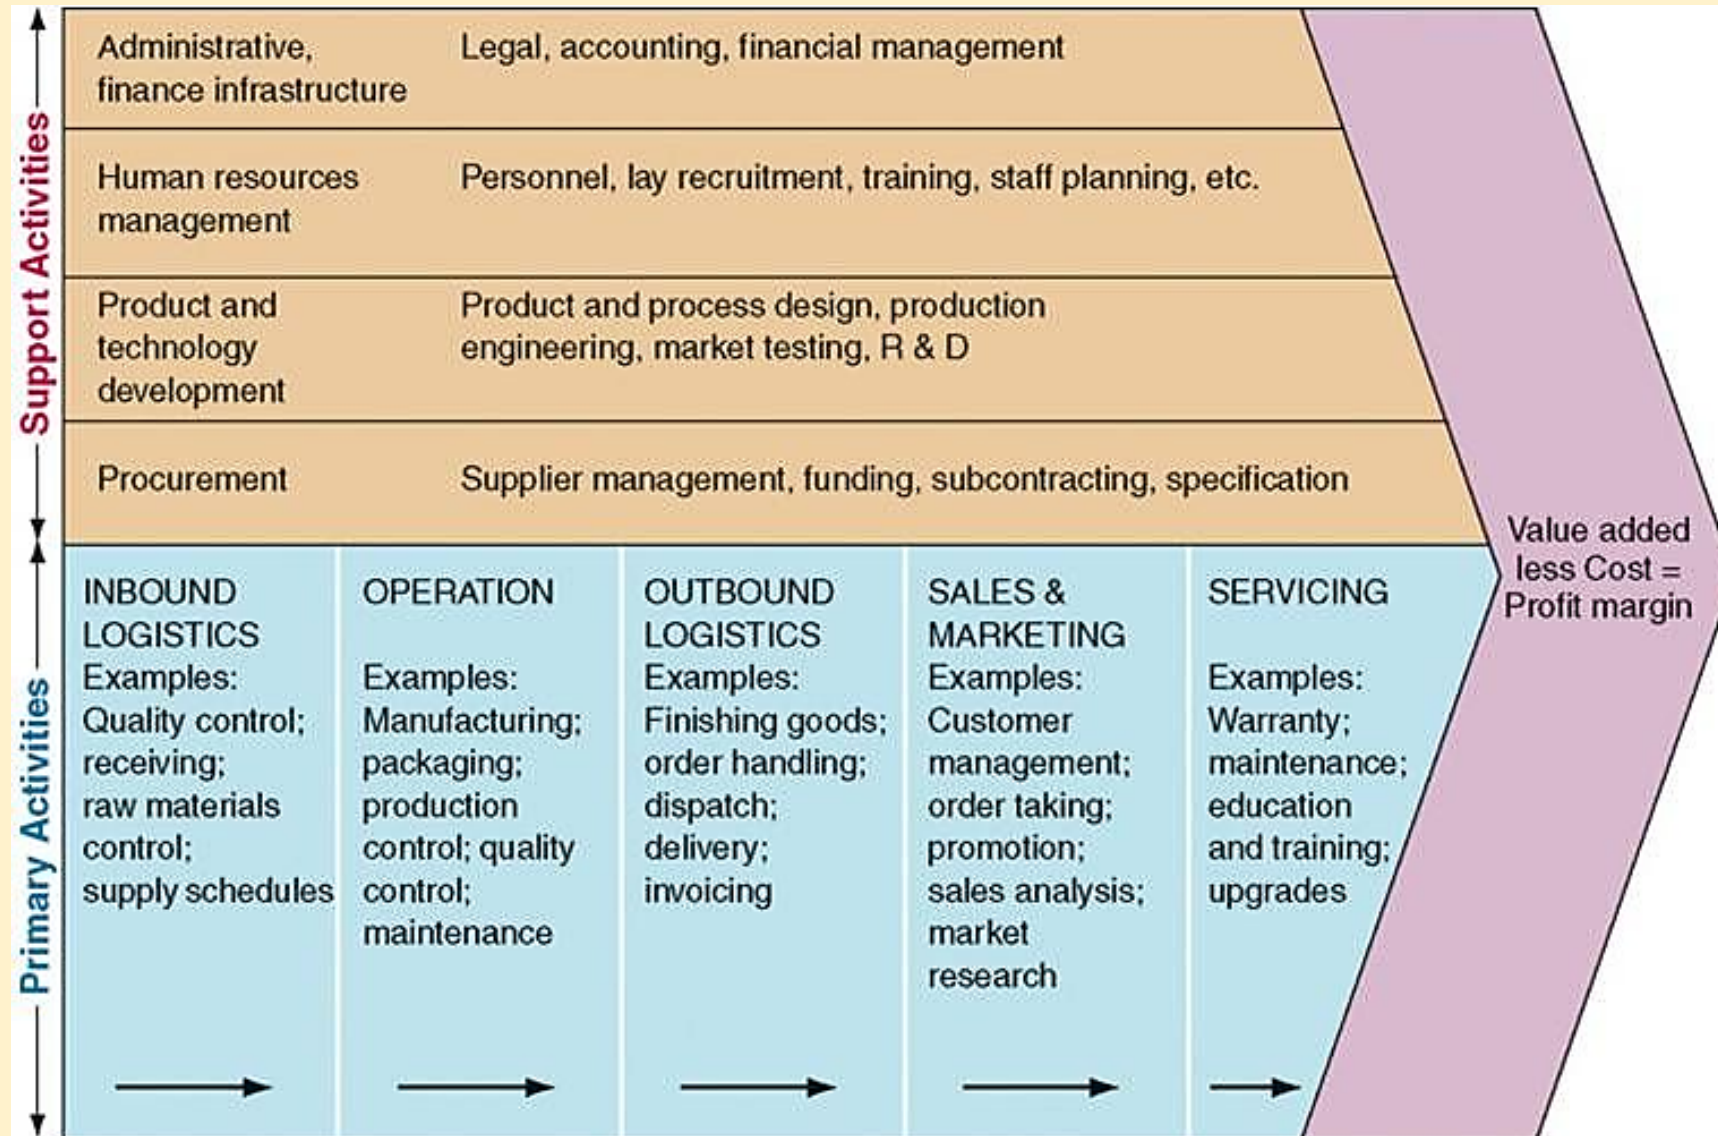 Support Activities
Administrative,
finance infrastructure
Legal, accounting, financial management
Human resources
management
Personnel, lay recruitment, training, staff planning, etc.
Product and
technology
development
Product and process design, production
engineering, market testing, R & D
Procurement
Supplier management, funding, subcontracting, specification
Primary Activities
INBOUND
LOGISTICS
Examples:
Quality control;
receiving;
raw materials
control;
supply schedules
OPERATION
Examples:
Manufacturing;
packaging;
production
control; quality
control;
maintenance
OUTBOUND
LOGISTICS
Examples:
Finishing goods;
order handling;
dispatch;
delivery;
invoicing
SALES &
MARKETING
Examples:
Customer
management;
order taking;
promotion;
sales analysis;
market
research
SERVICING
Examples:
Warranty;
maintenance;
education
and training;
upgrades
Value added
less Cost =
Profit margin